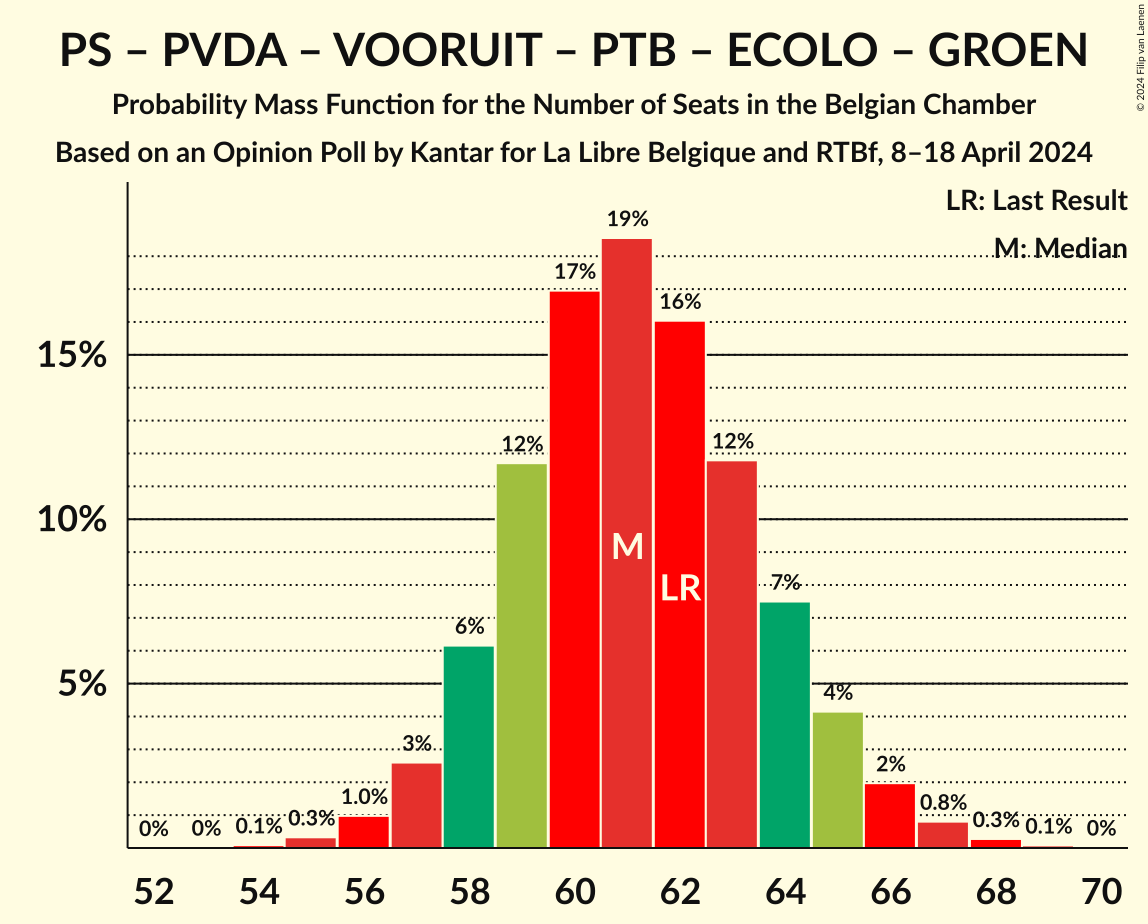 PS – PVDA – VOORUIT – PTB – ECOLO – GROEN
Probability Mass Function for the Number of Seats in the Belgian Chamber
Based on an Opinion Poll by Kantar for La Libre Belgique and RTBf, 8–18 April 2024
© 2024 Filip van Laenen
LR: Last Result
M: Median
15%
10%
5%
0% 0% 0.1% 0.3% 1.0% 3% 6% 12% 17% 19% 16% 12% 7% 4% 2% 0.8% 0.3% 0.1% 0%
M
LR
52 54 56 58 60 62 64 66 68 70